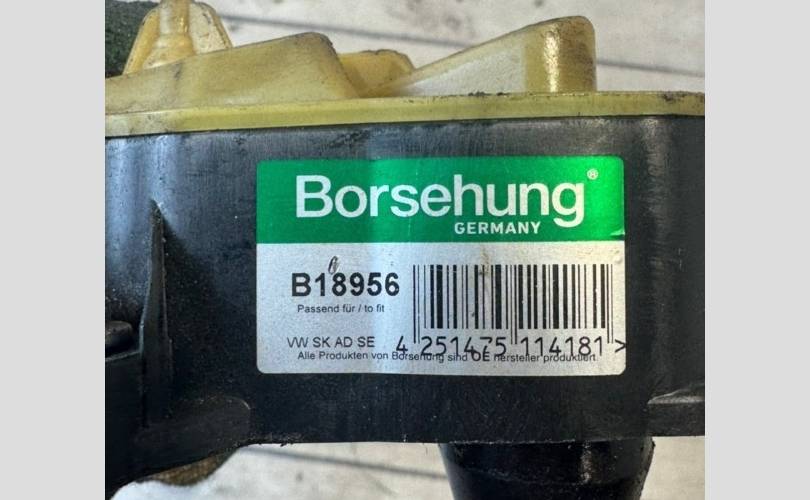 Borsehung®
GERMANY
B18956
Passend für / to fit
VW SK AD SE
4 251475 114181 >
Alle Produkten von Borsehung sind OE hersteller produktiert.